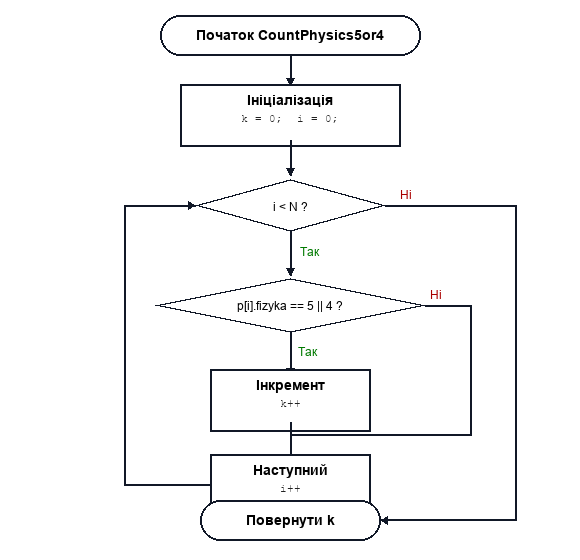 Початок CountPhysics5or4
Ініціалізація
k = 0;  i = 0;
i < N ?
Ні
Так
p[i].fizyka == 5 || 4 ?
Ні
Так
Інкремент
k++
Наступний
i++
Повернути k